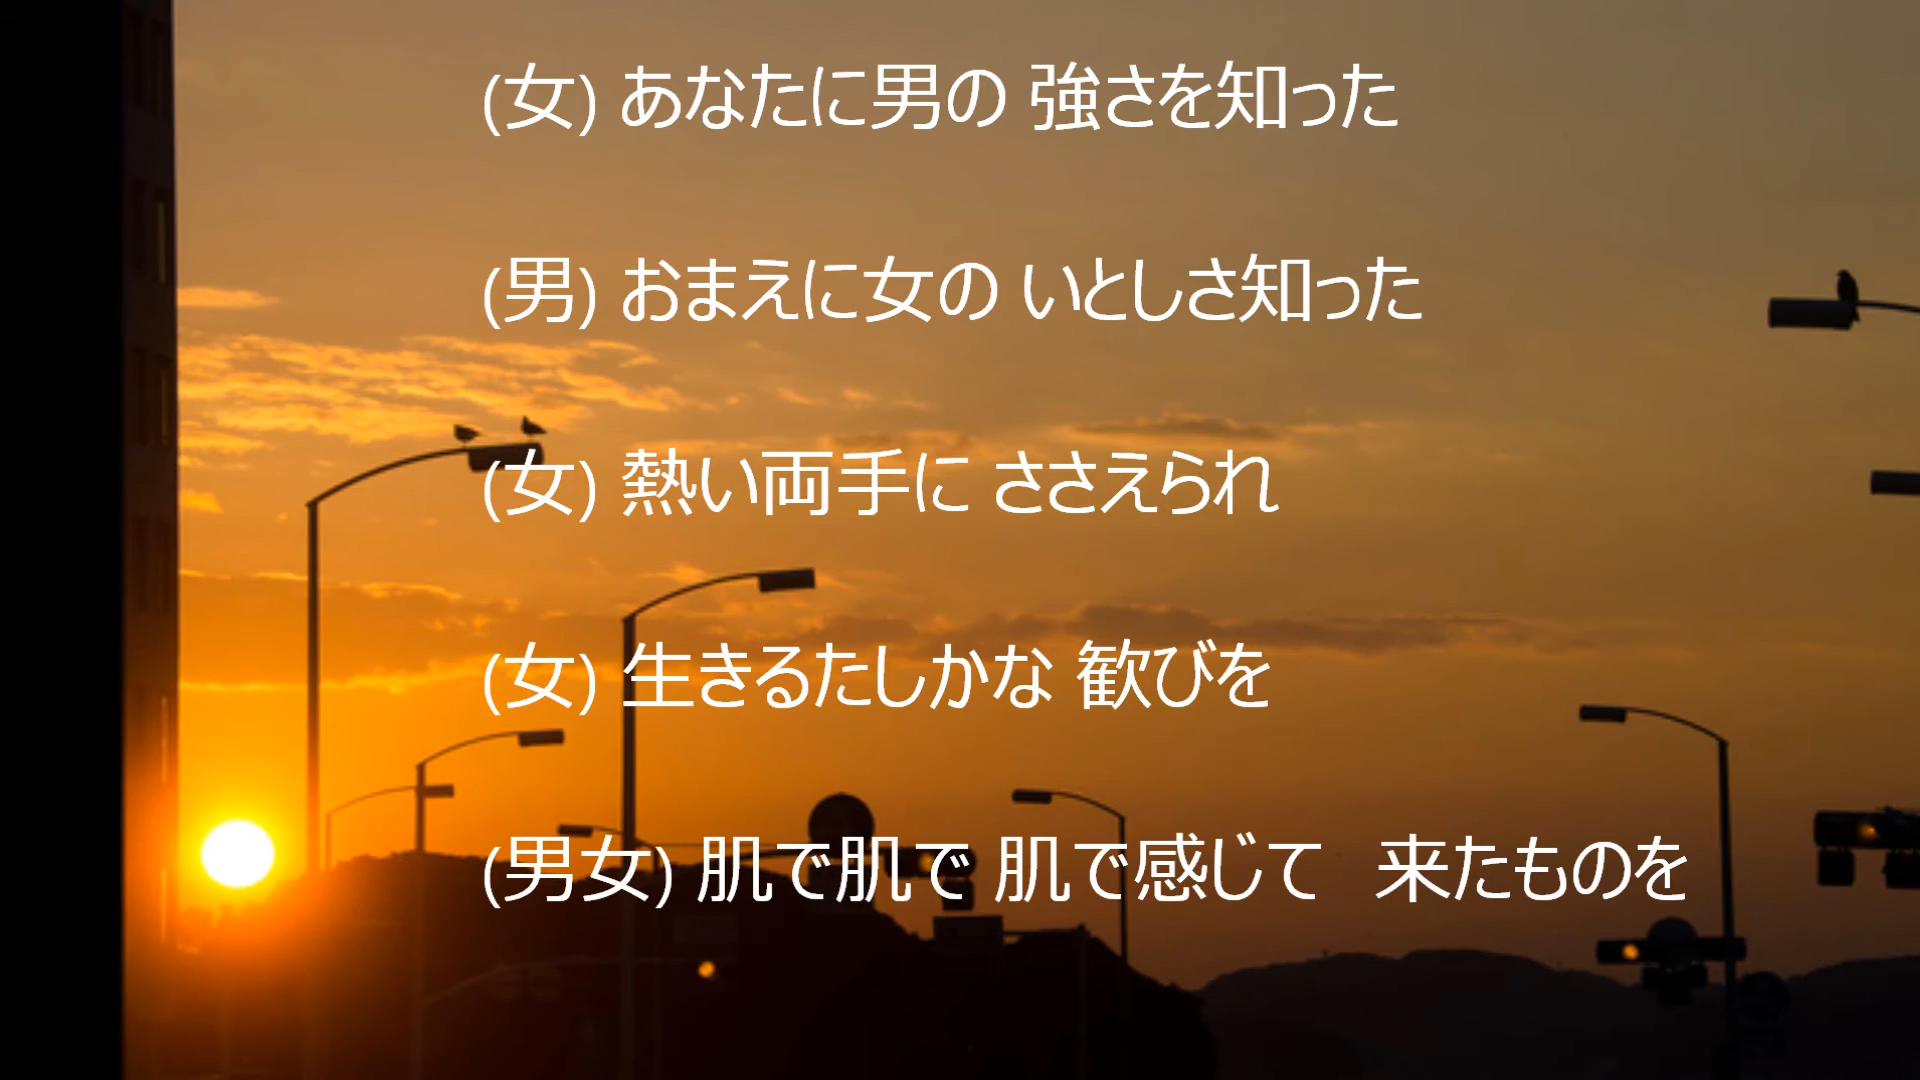 (女) あなたに男の 強さを知った
(男) おまえに女の いとしさ知った
(女) 熱い両手に ささえられ
(女) 生きるたしかな 歓びを
(男女) 肌で肌で 肌で感じて　来たものを